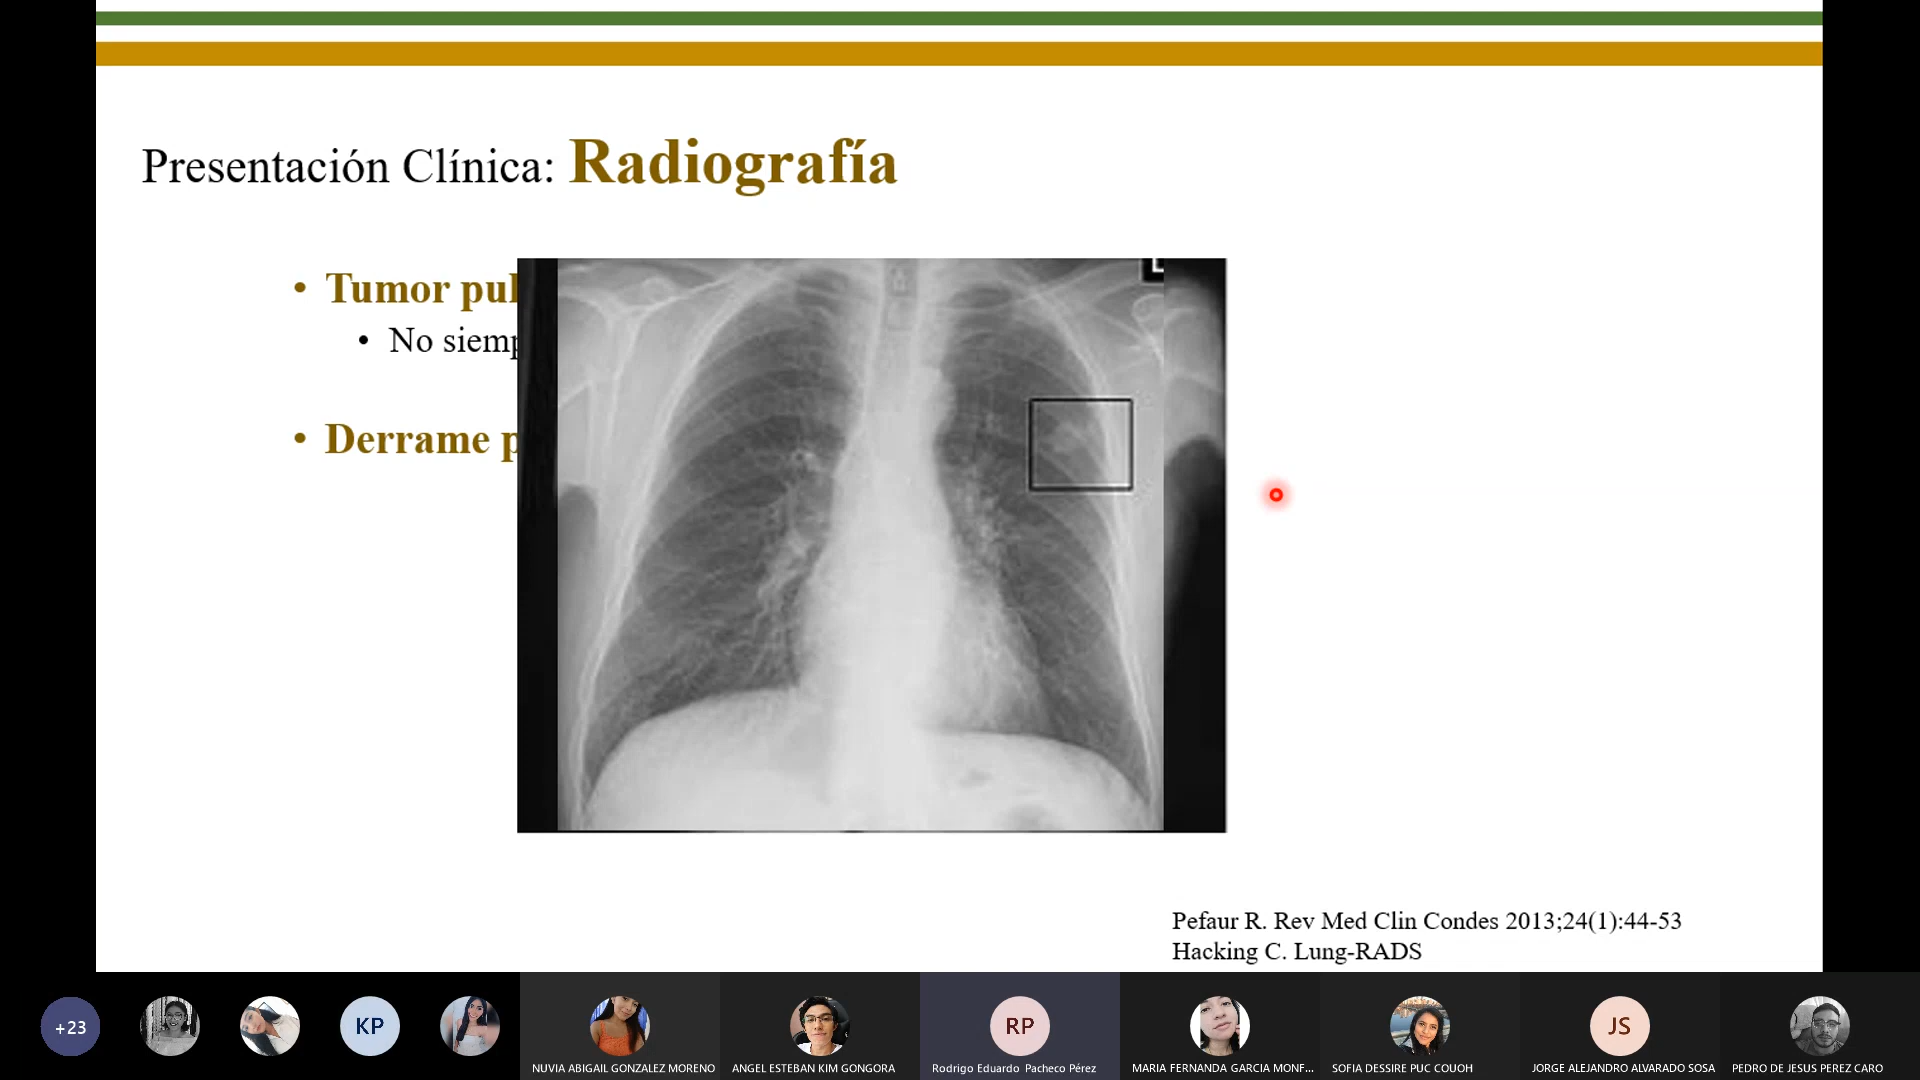 Presentación Clínica: Radiografía
• Tumor pul
• No siemp
• Derrame p
L
Pefaur R. Rev Med Clin Condes 2013;24(1):44-53
Hacking C. Lung-RADS
+23
KP
RP
JS
NUVIA ABIGAIL GONZALEZ MORENO
ANGEL ESTEBAN KIM GONGORA
Rodrigo Eduardo Pacheco Pérez
MARIA FERNANDA GARCIA MONF...
SOFIA DESSIRE PUC COUOH
JORGE ALEJANDRO ALVARADO SOSA
PEDRO DE JESUS PEREZ CARO